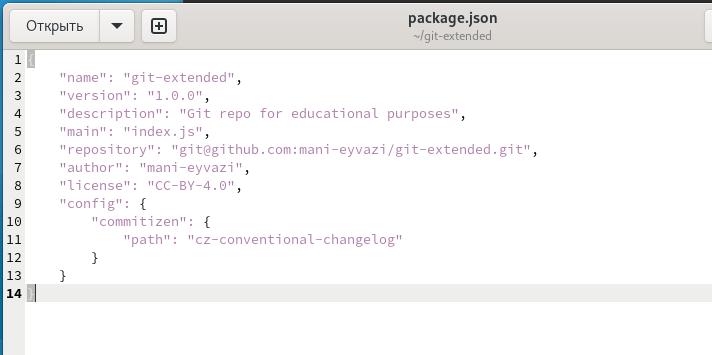 Открыть
package.json
~/git-extended
1 {
2     "name": "git-extended",
3     "version": "1.0.0",
4     "description": "Git repo for educational purposes",
5     "main": "index.js",
6     "repository": "git@github.com:mani-eyvazi/git-extended.git",
7     "author": "mani-eyvazi",
8     "license": "CC-BY-4.0",
9     "config": {
10         "commitizen": {
11             "path": "cz-conventional-changelog"
12         }
13     }
14 }